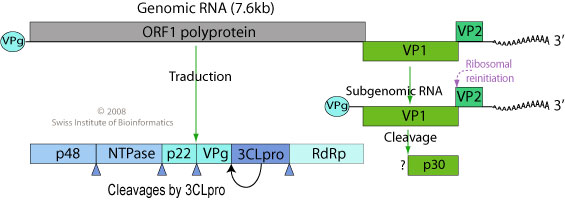 Genomic RNA (7.6kb)
VPg ORF1 polyprotein VP1 VP2 3’
Traduction
Ribosomal
reinitiation
Subgenomic RNA
VPg VP1 VP2 3’
© 2008
Swiss Institute of Bioinformatics
Cleavage
p48 NTPase p22 VPg 3CLpro RdRp
? p30
Cleavages by 3CLpro